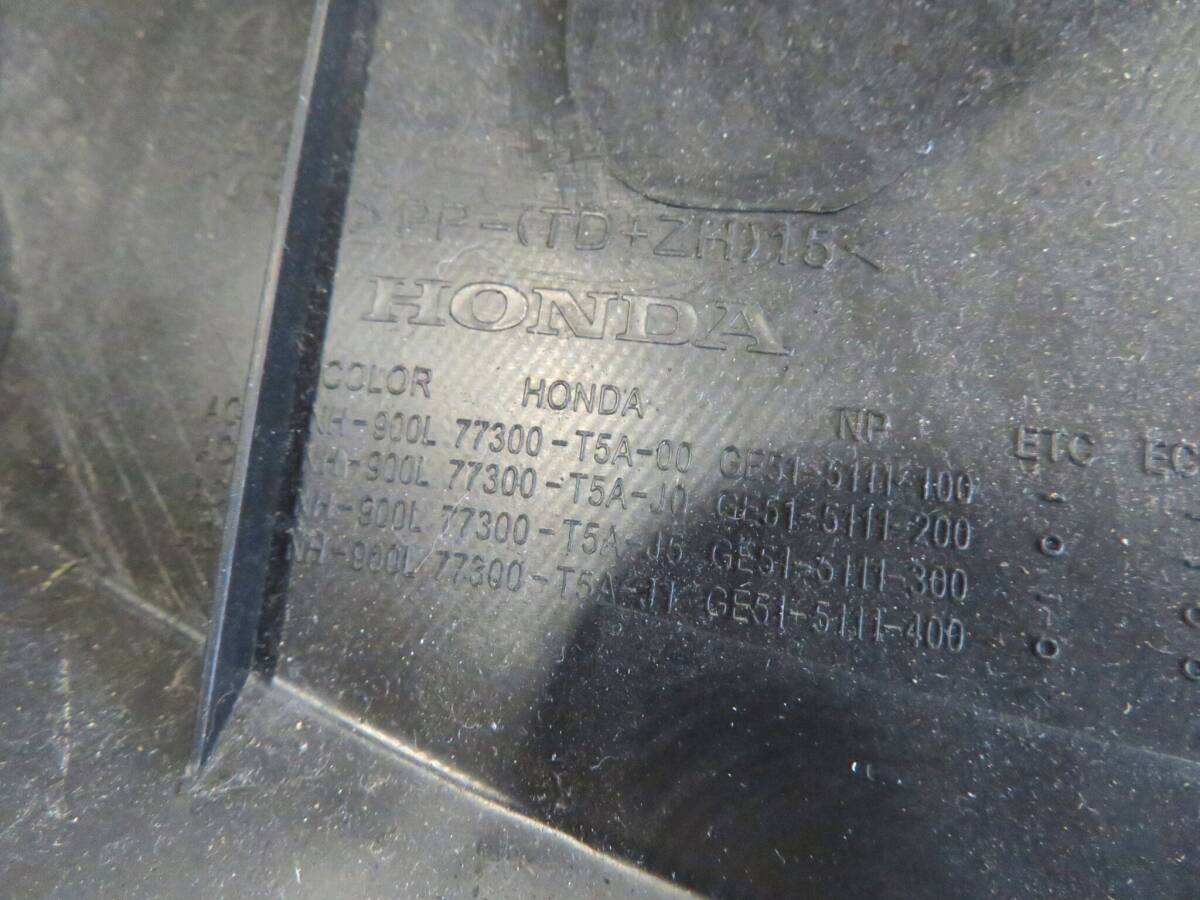 >PP-(TD+ZH)15<
HONDA
COLOR HONDA NP ETC
NH-900L 77300-T5A-00 GE51-5111-100 -
NH-900L 77300-T5A-J0 GE51-5111-200 o
NH-900L 77300-T5A-J5 GE51-5111-300 -
NH-900L 77300-T5A-J1 GE51-5111-400 o